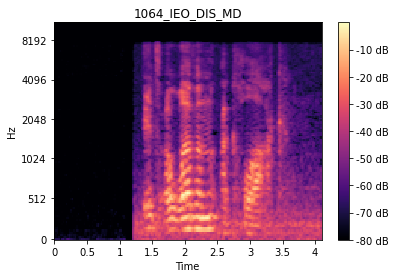 1064_IEO_DIS_MD
Hz
8192
4096
2048
1024
512
0
0 0.5 1 1.5 2 2.5 3 3.5 4
Time
-10 dB
-20 dB
-30 dB
-40 dB
-50 dB
-60 dB
-70 dB
-80 dB